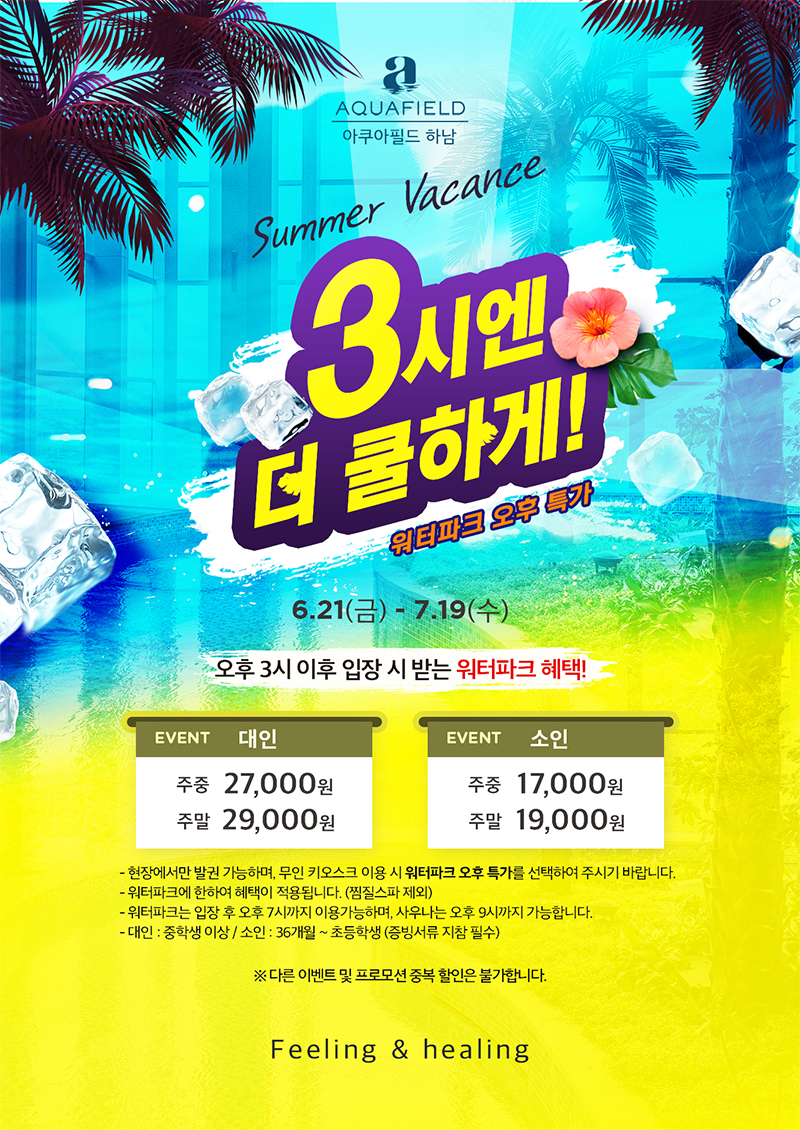 a
AQUAFIELD
아쿠아필드 하남
Summer Vacance
3시엔
더 쿨하게!
워터파크 오후 특가
6.21(금) - 7.19(수)
오후 3시 이후 입장 시 받는 워터파크 혜택!
EVENT 대인
주중 27,000원
주말 29,000원
EVENT 소인
주중 17,000원
주말 19,000원
- 현장에서만 발권 가능하며, 무인 키오스크 이용 시 워터파크 오후 특가를 선택하여 주시기 바랍니다.
- 워터파크에 한하여 혜택이 적용됩니다. (찜질스파 제외)
- 워터파크는 입장 후 오후 7시까지 이용가능하며, 사우나는 오후 9시까지 가능합니다.
- 대인 : 중학생 이상 / 소인 : 36개월 ~ 초등학생 (증빙서류 지참 필수)
※ 다른 이벤트 및 프로모션 중복 할인은 불가합니다.
Feeling & healing